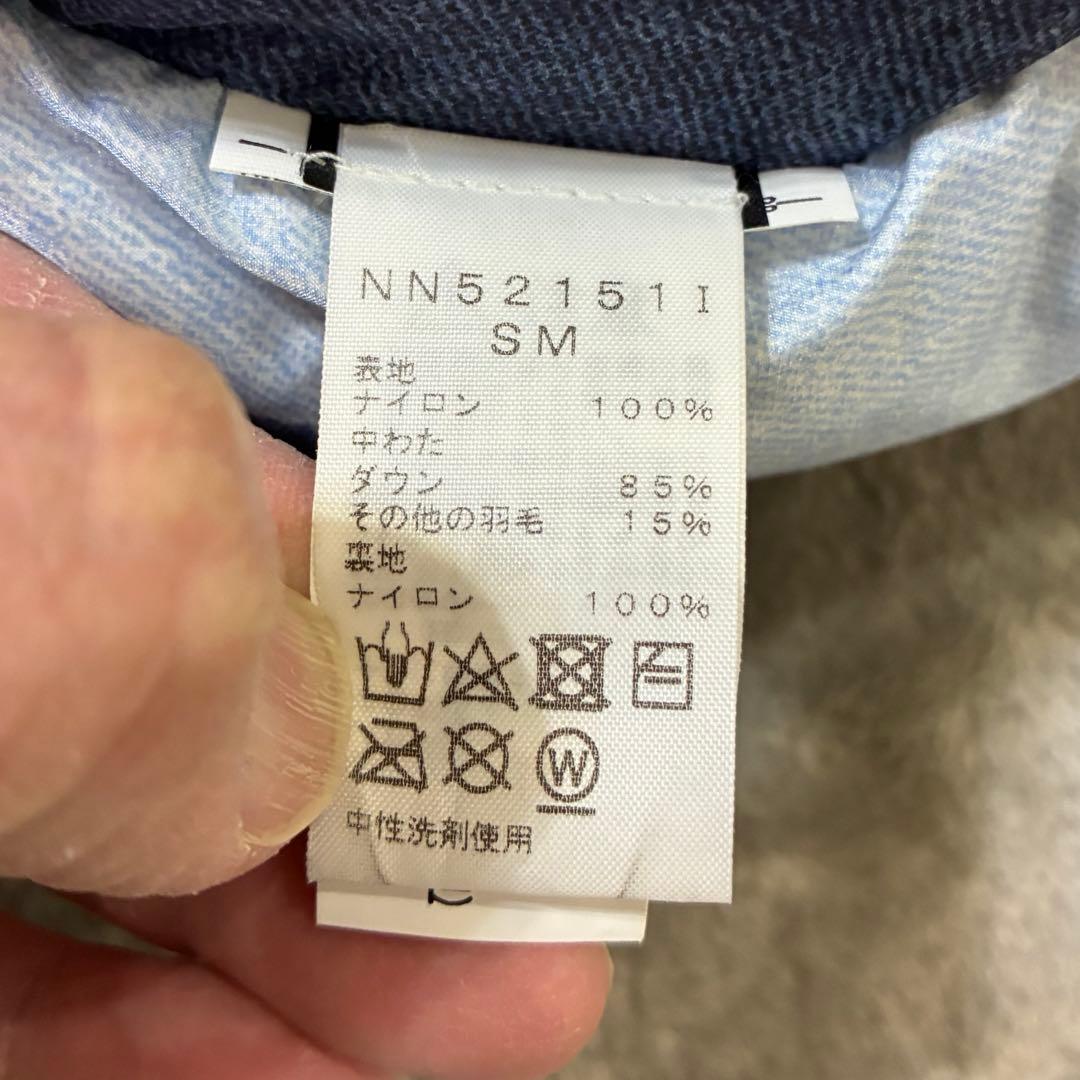 NN52151I
SM
表地
ナイロン 100%
中わた
ダウン 85%
その他の羽毛 15%
裏地
ナイロン 100%
W
中性洗剤使用